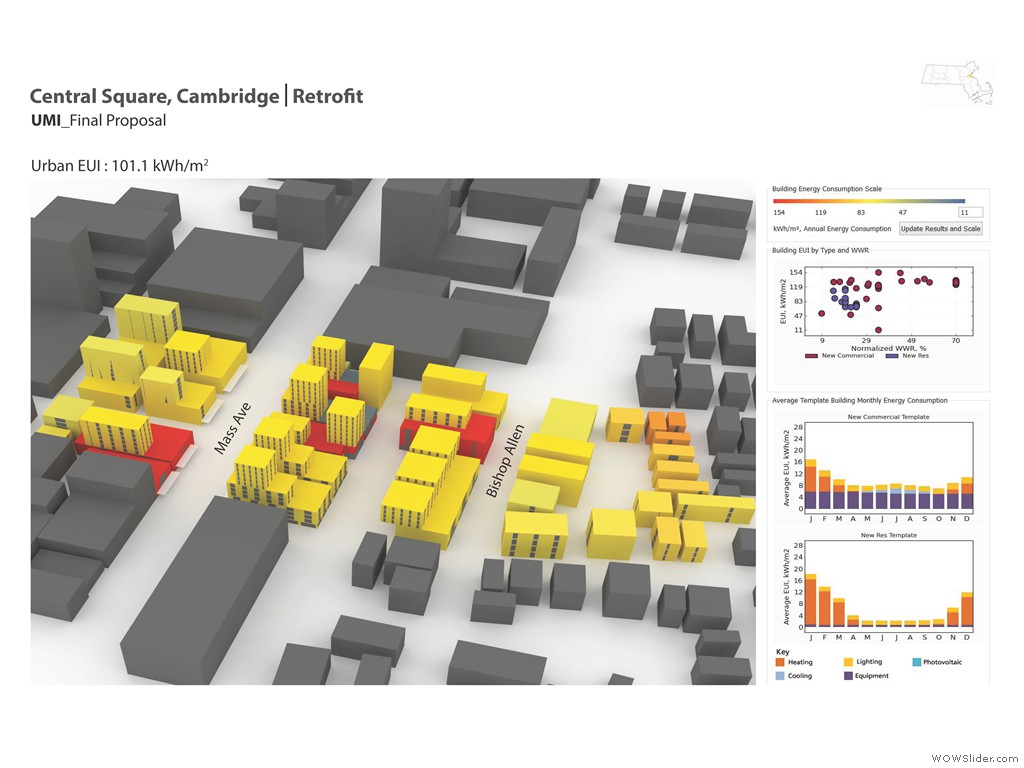 Central Square, Cambridge | Retrofit
UMI_Final Proposal
Urban EUI : 101.1 kWh/m²
Mass Ave
Bishop Allen
Building Energy Consumption Scale
154 119 83 47 11
kWh/m², Annual Energy Consumption Update Results and Scale
Building EUI by Type and WWR
EUI, kWh/m2
154
119
83
47
11
9 29 49 70
Normalized WWR, %
New Commercial New Res
Average Template Building Monthly Energy Consumption
New Commercial Template
Average EUI, kWh/m2
28
24
20
16
12
8
4
0
J F M A M J J A S O N D
New Res Template
Average EUI, kWh/m2
28
24
20
16
12
8
4
0
J F M A M J J A S O N D
Key
Heating Lighting Photovoltaic
Cooling Equipment
WOWSlider.com